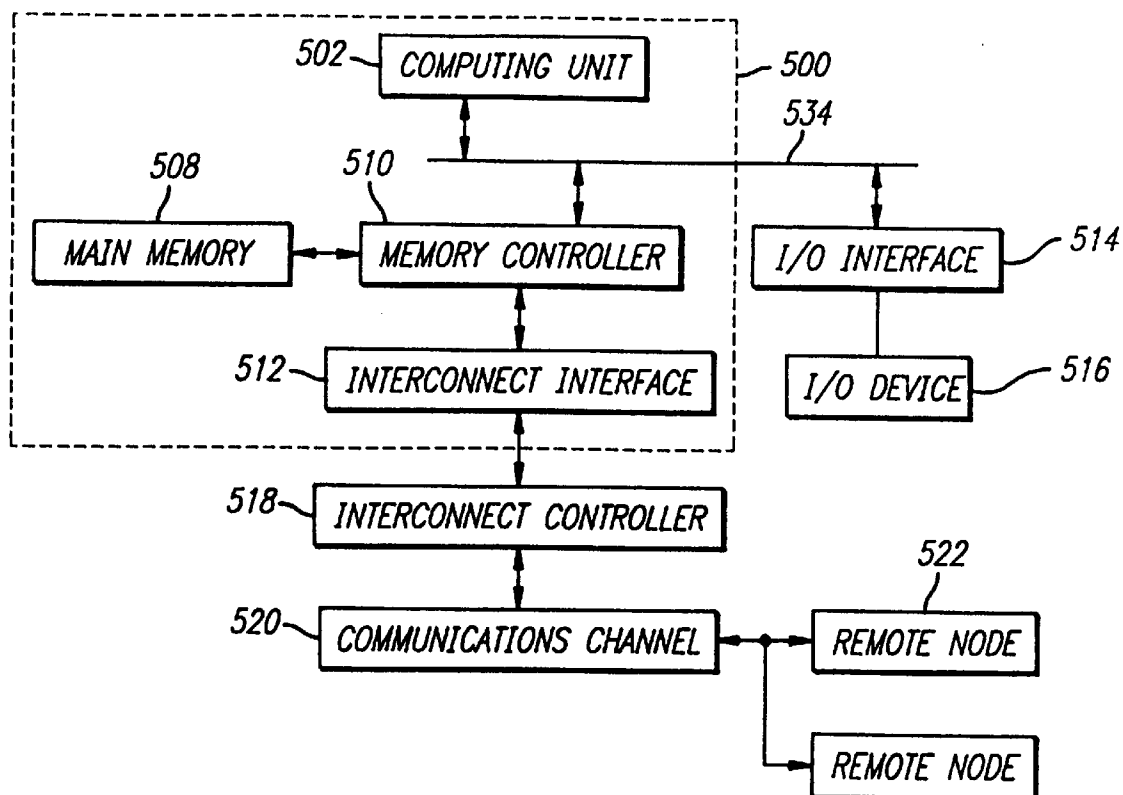 502
COMPUTING UNIT
500
534
508
510
MAIN MEMORY
MEMORY CONTROLLER
I/O INTERFACE
514
512
INTERCONNECT INTERFACE
I/O DEVICE
516
518
INTERCONNECT CONTROLLER
522
520
COMMUNICATIONS CHANNEL
REMOTE NODE
REMOTE NODE